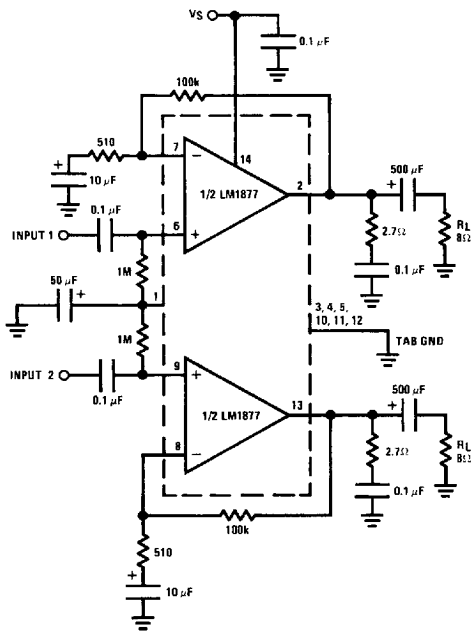 VS
0.1 µF
100k
510
7
−
14
+
10 µF
1/2 LM1877
2
500 µF
+
0.1 µF
INPUT 1
6
+
2.7Ω
RL
8Ω
1M
0.1 µF
50 µF
+
1
3, 4, 5,
10, 11, 12
1M
TAB GND
INPUT 2
9
+
13
500 µF
+
0.1 µF
1/2 LM1877
8
−
2.7Ω
RL
8Ω
0.1 µF
100k
510
+
10 µF